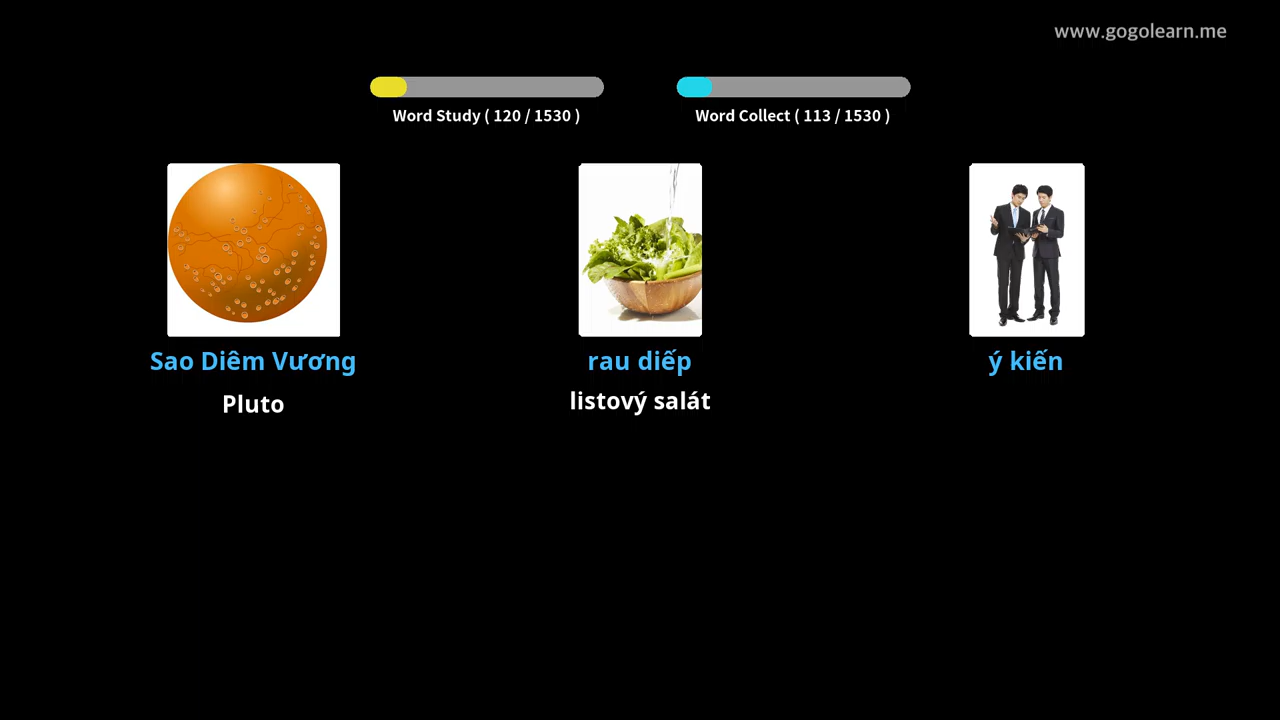 www.gogolearn.me
Word Study ( 120 / 1530 )
Word Collect ( 113 / 1530 )
Sao Diêm Vương
Pluto
rau diếp
listový salát
ý kiến